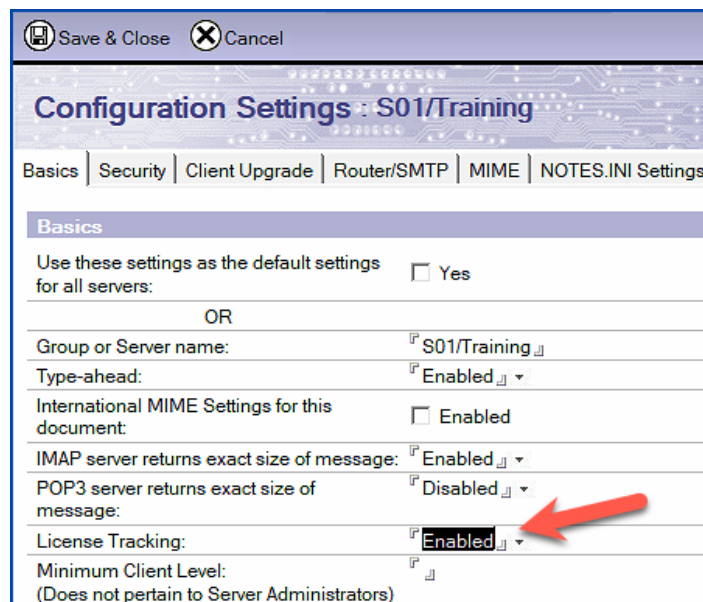 Save & Close Cancel
Configuration Settings : S01/Training
Basics Security Client Upgrade Router/SMTP MIME NOTES.INI Settings
Basics
Use these settings as the default settings
for all servers:
Yes
OR
Group or Server name: S01/Training
Type-ahead: Enabled
International MIME Settings for this
document:
Enabled
IMAP server returns exact size of message: Enabled
POP3 server returns exact size of
message:
Disabled
License Tracking: Enabled
Minimum Client Level:
(Does not pertain to Server Administrators)